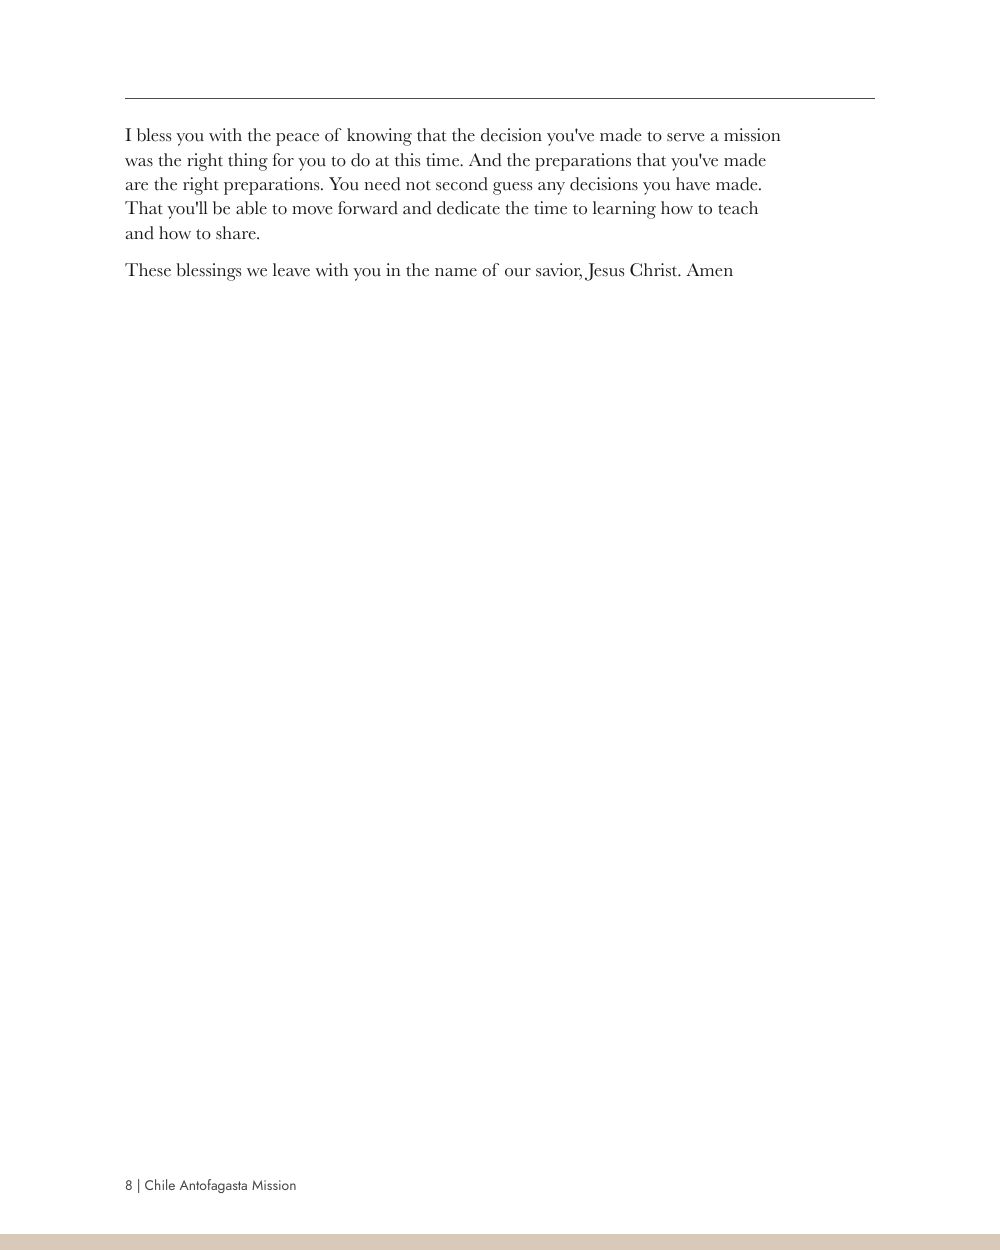 I bless you with the peace of knowing that the decision you've made to serve a mission
was the right thing for you to do at this time. And the preparations that you've made
are the right preparations. You need not second guess any decisions you have made.
That you'll be able to move forward and dedicate the time to learning how to teach
and how to share.
These blessings we leave with you in the name of our savior, Jesus Christ. Amen
8 | Chile Antofagasta Mission